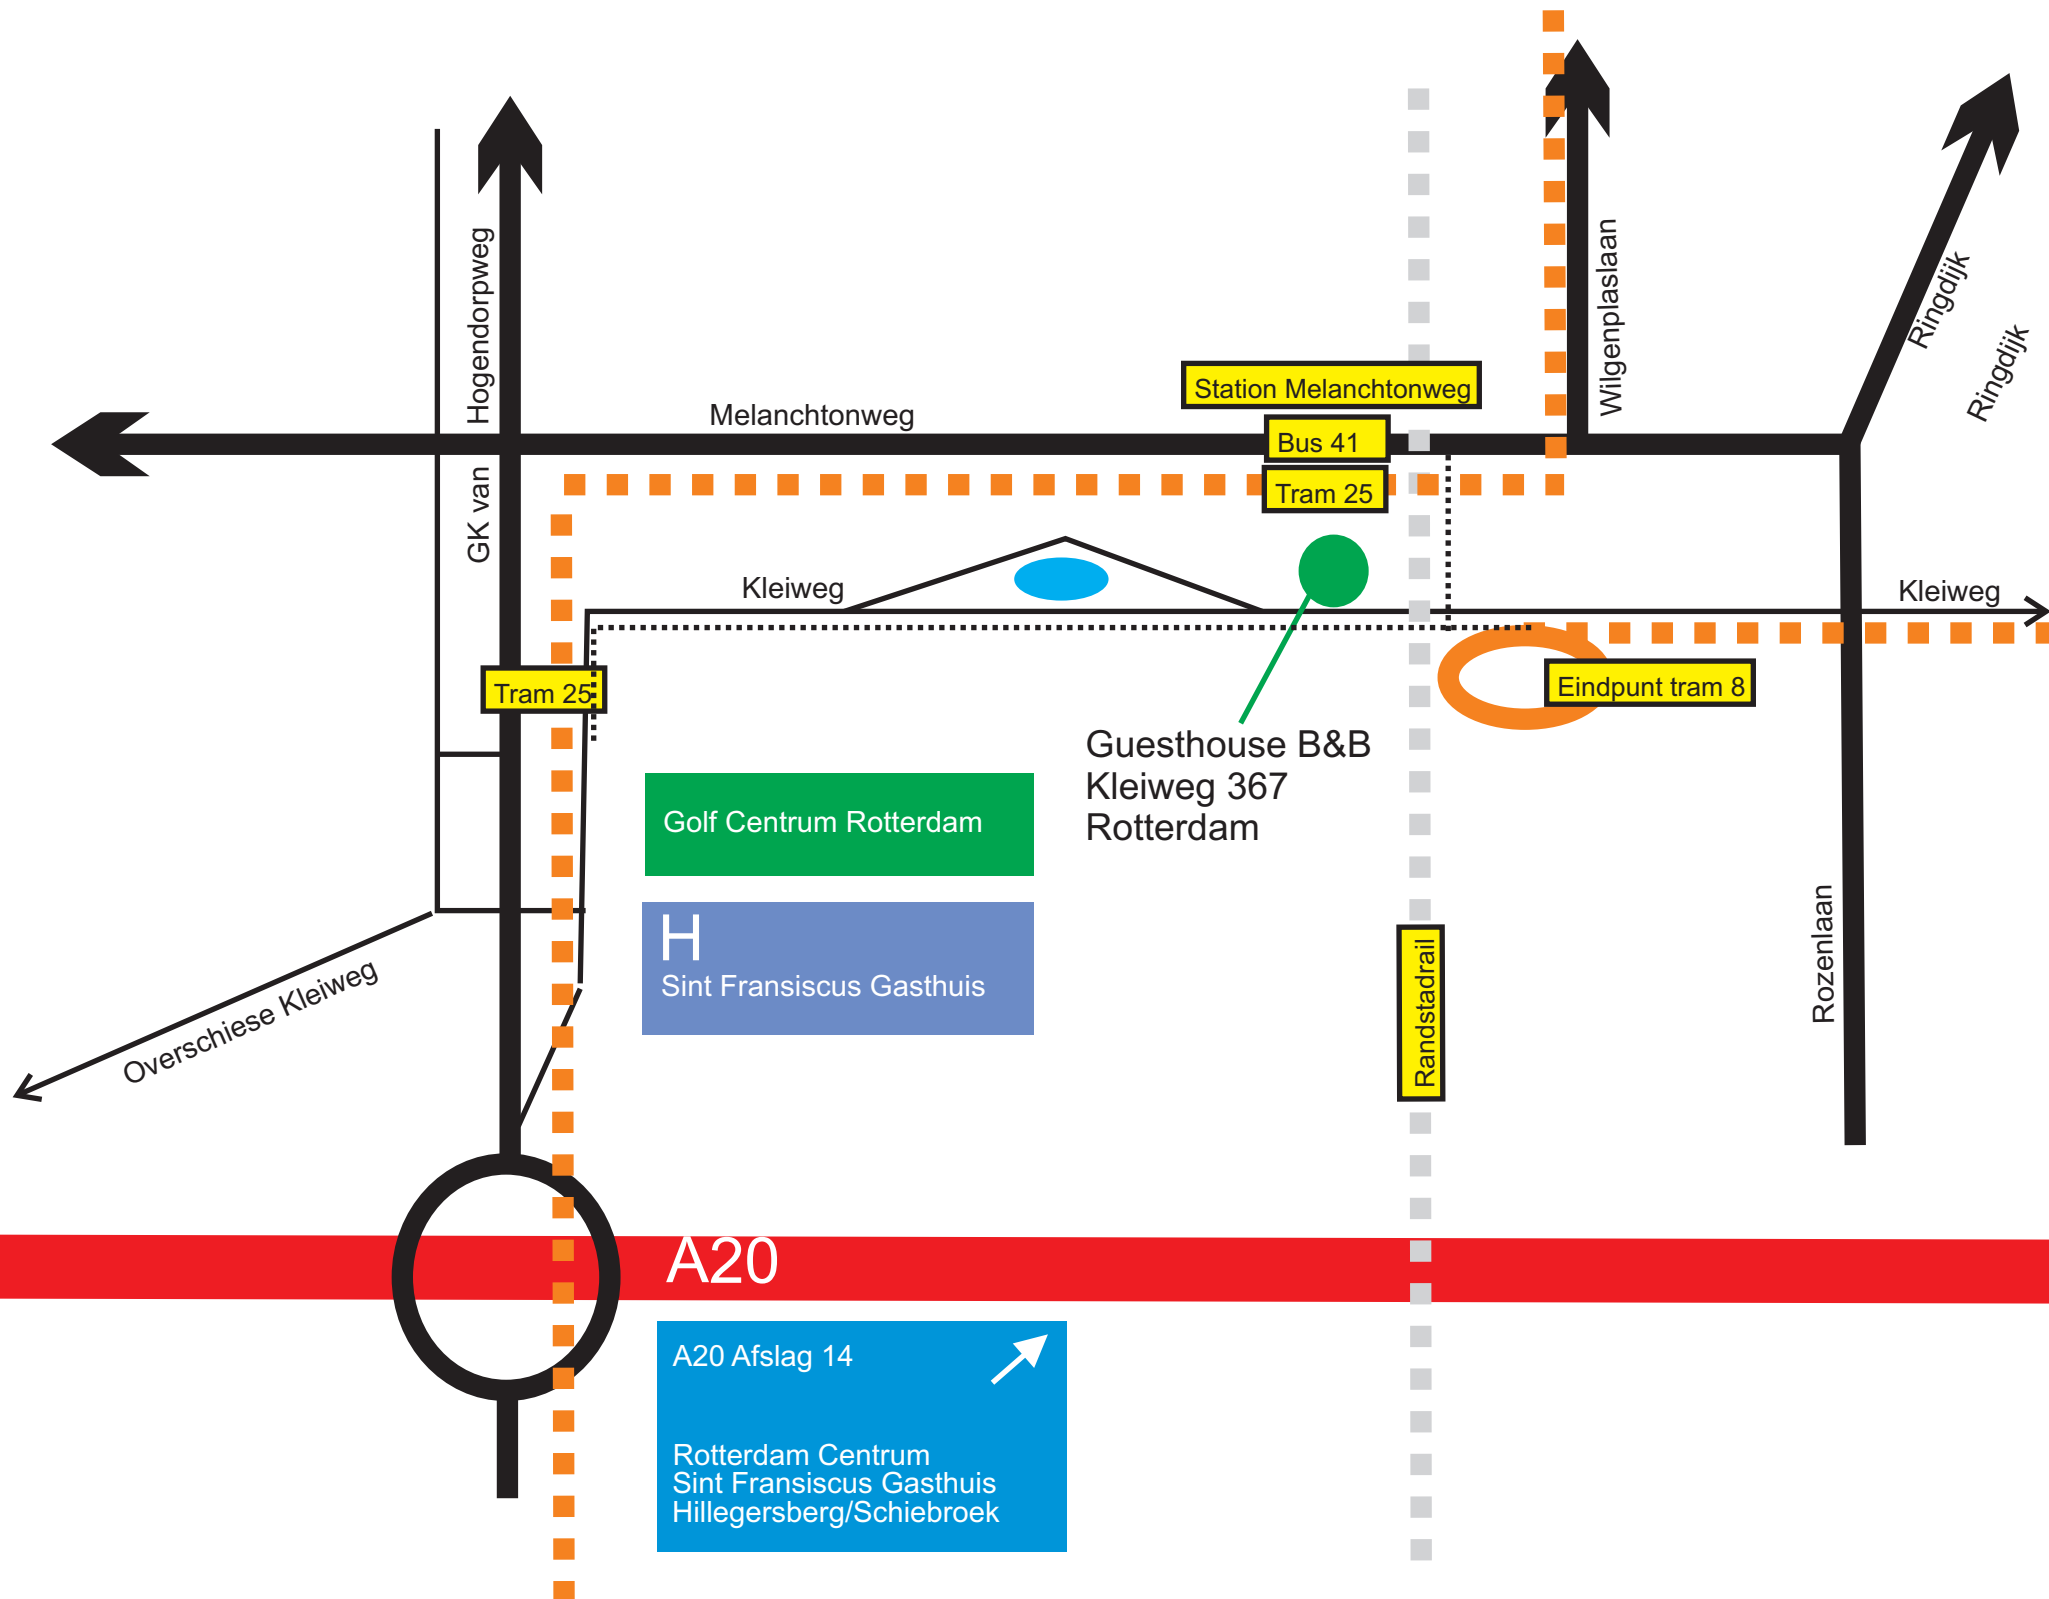 Hogendorpweg
GK van
Wilgenplaslaan
Ringdijk
Ringdijk
Station Melanchtonweg
Melanchtonweg
Bus 41
Tram 25
Kleiweg
Kleiweg
Tram 25
Eindpunt tram 8
Guesthouse B&B
Kleiweg 367
Rotterdam
Golf Centrum Rotterdam
H
Sint Fransiscus Gasthuis
Overschiese Kleiweg
Randstadrail
Rozenlaan
A20
A20 Afslag 14
Rotterdam Centrum
Sint Fransiscus Gasthuis
Hillegersberg/Schiebroek